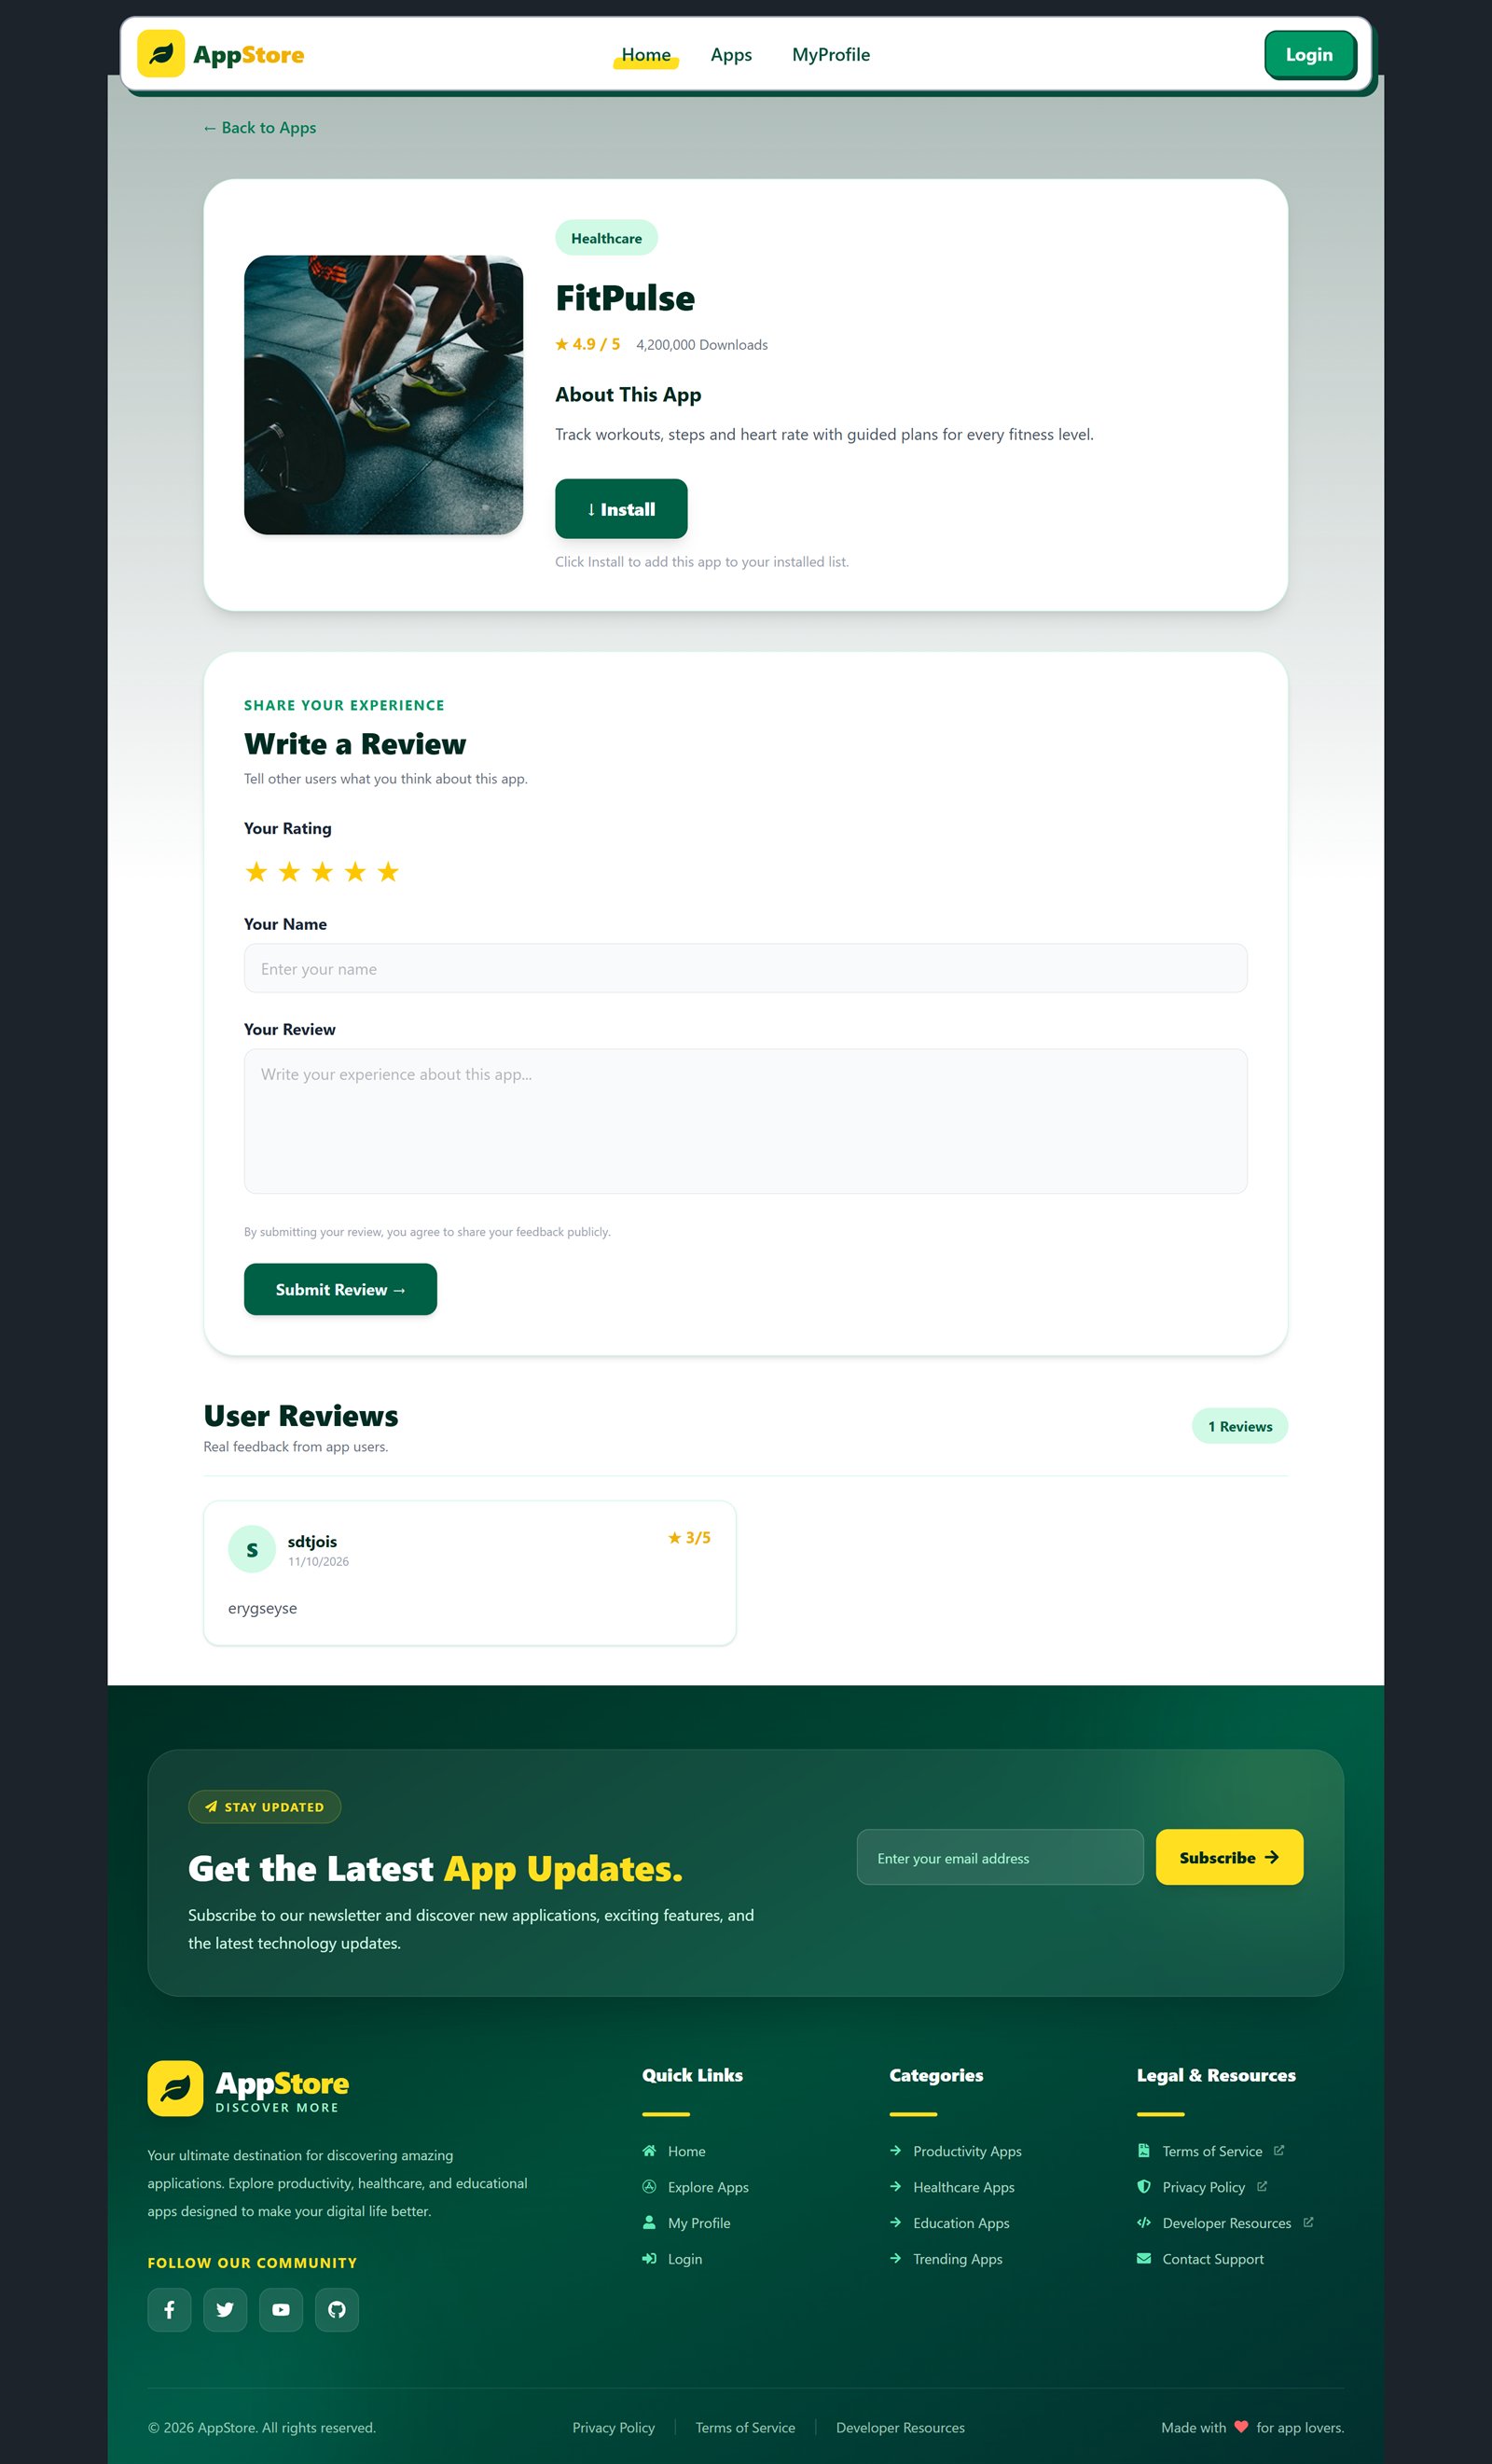 AppStore
Home
Apps
MyProfile
Login
← Back to Apps
Healthcare
FitPulse
★ 4.9 / 5
4,200,000 Downloads
About This App
Track workouts, steps and heart rate with guided plans for every fitness level.
↓ Install
Click Install to add this app to your installed list.
SHARE YOUR EXPERIENCE
Write a Review
Tell other users what you think about this app.
Your Rating
★ ★ ★ ★ ★
Your Name
Enter your name
Your Review
Write your experience about this app...
By submitting your review, you agree to share your feedback publicly.
Submit Review →
User Reviews
Real feedback from app users.
1 Reviews
S
sdtjois
11/10/2026
★ 3/5
erygseyse
STAY UPDATED
Get the Latest App Updates.
Subscribe to our newsletter and discover new applications, exciting features, and
the latest technology updates.
Enter your email address
Subscribe →
AppStore
DISCOVER MORE
Your ultimate destination for discovering amazing
applications. Explore productivity, healthcare, and educational
apps designed to make your digital life better.
FOLLOW OUR COMMUNITY
Quick Links
Home
Explore Apps
My Profile
Login
Categories
Productivity Apps
Healthcare Apps
Education Apps
Trending Apps
Legal & Resources
Terms of Service
Privacy Policy
Developer Resources
Contact Support
© 2026 AppStore. All rights reserved.
Privacy Policy
Terms of Service
Developer Resources
Made with ♥ for app lovers.